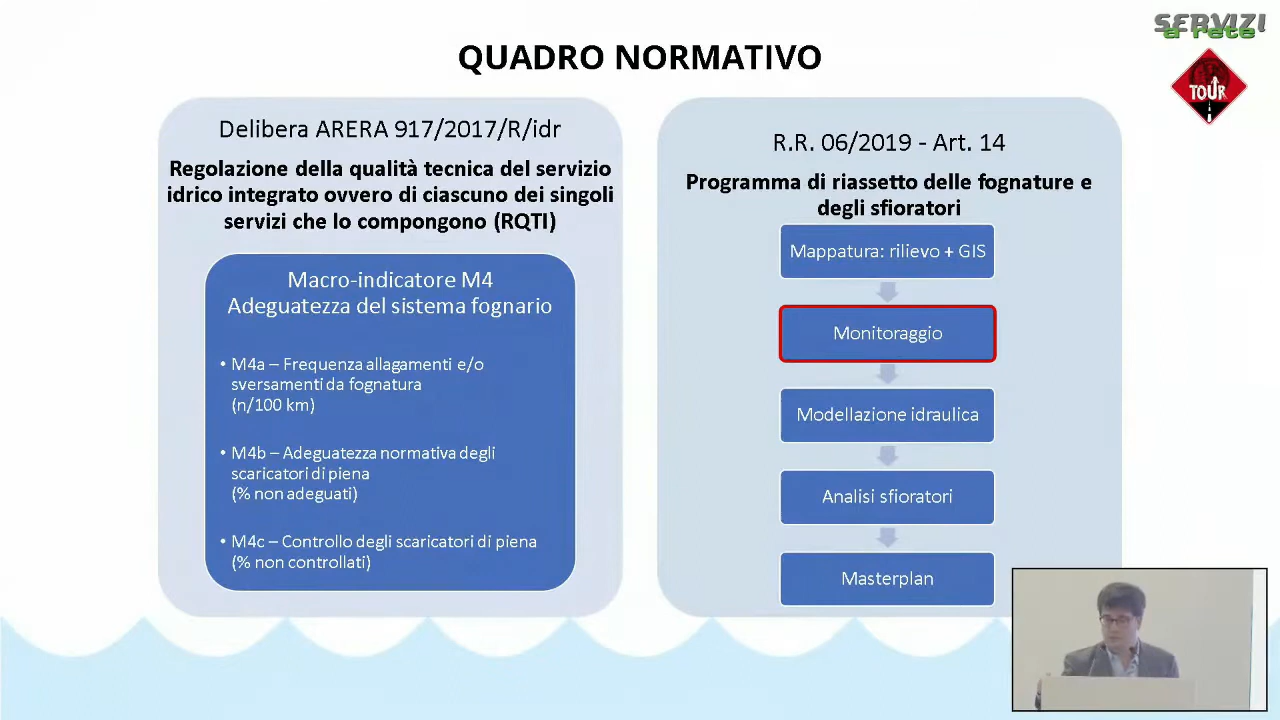 SERVIZI
a rete
TOUR
QUADRO NORMATIVO
Delibera ARERA 917/2017/R/idr
Regolazione della qualità tecnica del servizio
idrico integrato ovvero di ciascuno dei singoli
servizi che lo compongono (RQTI)
Macro-indicatore M4
Adeguatezza del sistema fognario
• M4a – Frequenza allagamenti e/o
sversamenti da fognatura
(n/100 km)
• M4b – Adeguatezza normativa degli
scaricatori di piena
(% non adeguati)
• M4c – Controllo degli scaricatori di piena
(% non controllati)
R.R. 06/2019 - Art. 14
Programma di riassetto delle fognature e
degli sfioratori
Mappatura: rilievo + GIS
Monitoraggio
Modellazione idraulica
Analisi sfioratori
Masterplan